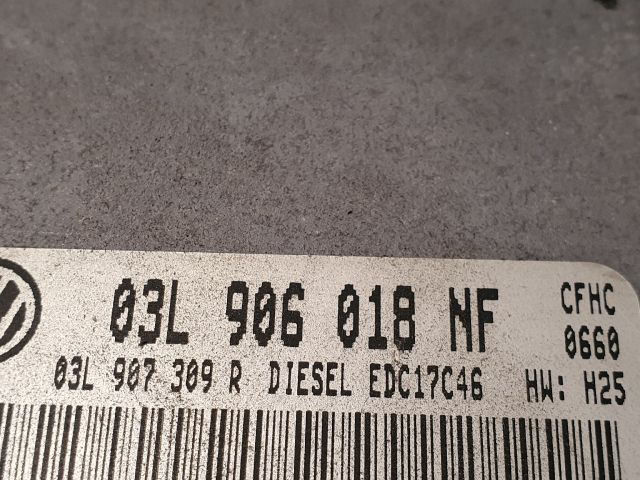 03L 906 018 NF CFHC
0660
03L 907 309 R DIESEL EDC17C46 HW: H25